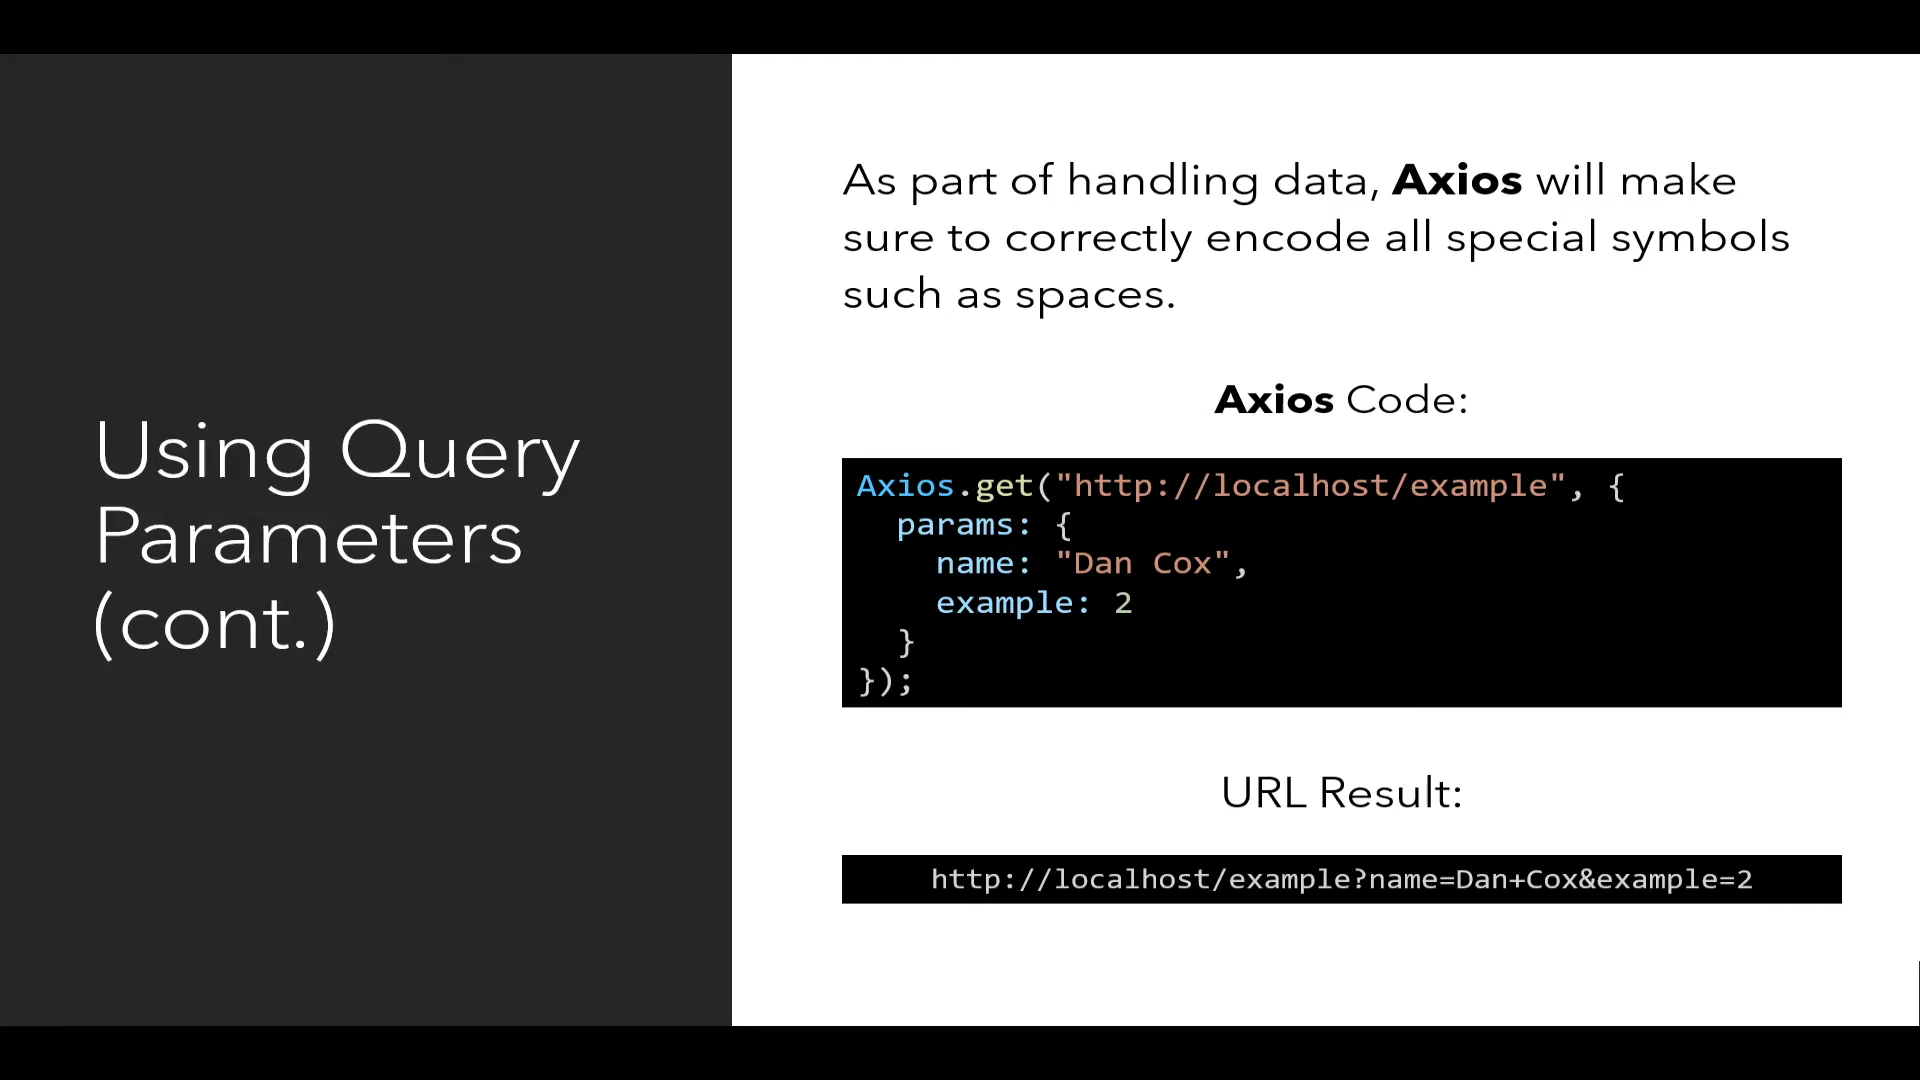 Using Query
Parameters
(cont.)
As part of handling data, Axios will make
sure to correctly encode all special symbols
such as spaces.
Axios Code:
Axios.get("http://localhost/example", {
  params: {
    name: "Dan Cox",
    example: 2
  }
});
URL Result:
http://localhost/example?name=Dan+Cox&example=2